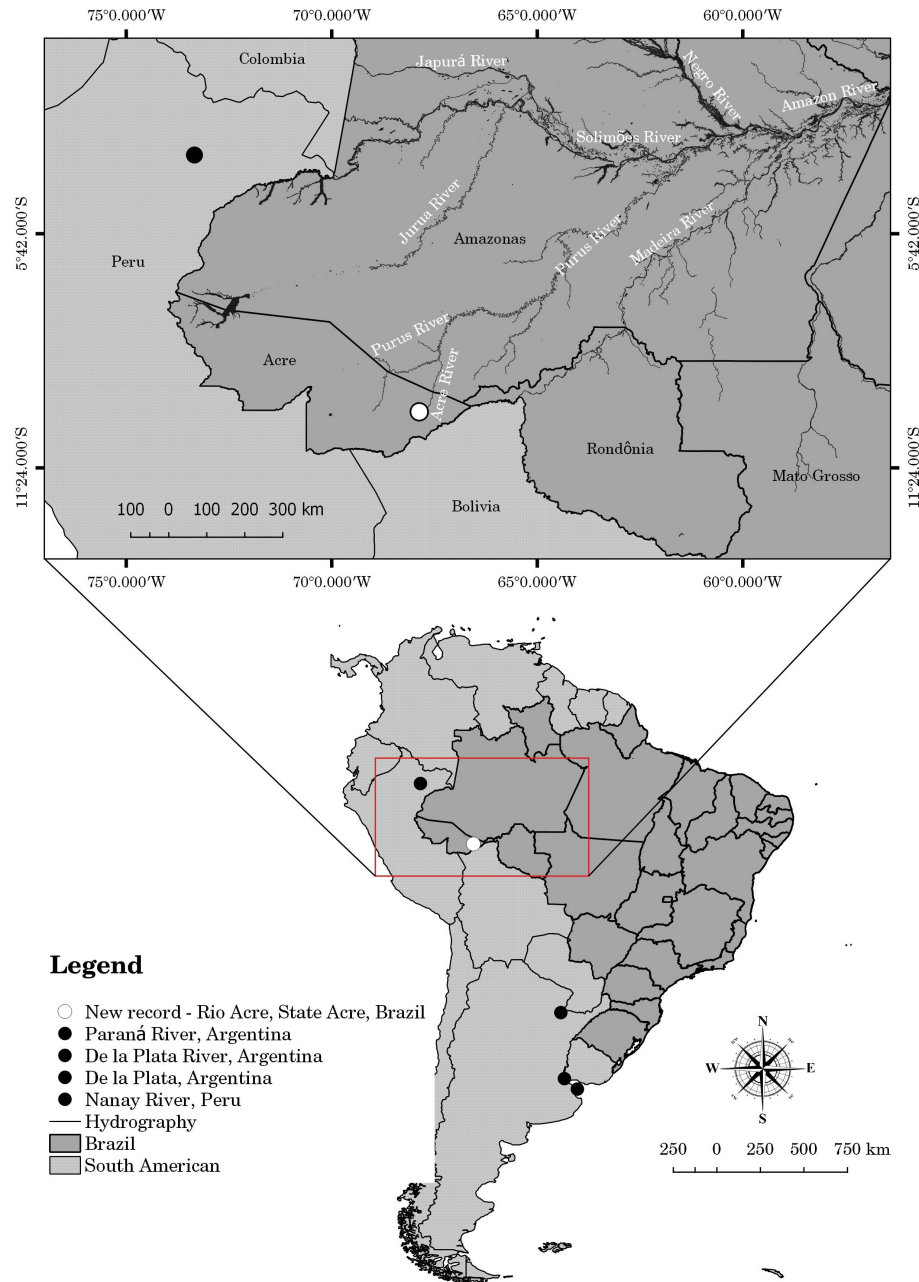 75°0.000'W 70°0.000'W 65°0.000'W 60°0.000'W
Colombia
Japurá River
Negro River
Amazon River
Solimões River
5°42.000'S
5°42.000'S
Jurua River
Amazonas
Purus River
Madeira River
Peru
Purus River
Acre
Acre River
Rondônia
11°24.000'S
11°24.000'S
Mato Grosso
Bolivia
100 0 100 200 300 km
75°0.000'W 70°0.000'W 65°0.000'W 60°0.000'W
Legend
New record - Rio Acre, State Acre, Brazil
Paraná River, Argentina
De la Plata River, Argentina
De la Plata, Argentina
Nanay River, Peru
Hydrography
Brazil
South American
N
W E
S
250 0 250 500 750 km